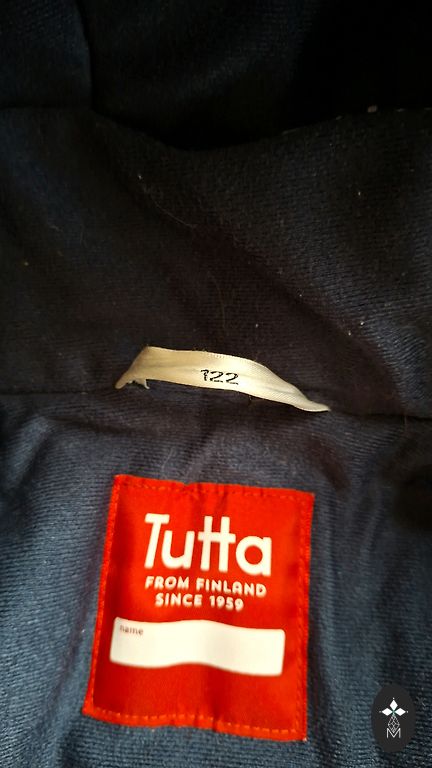 122
Tutta
FROM FINLAND
SINCE 1959
name
M